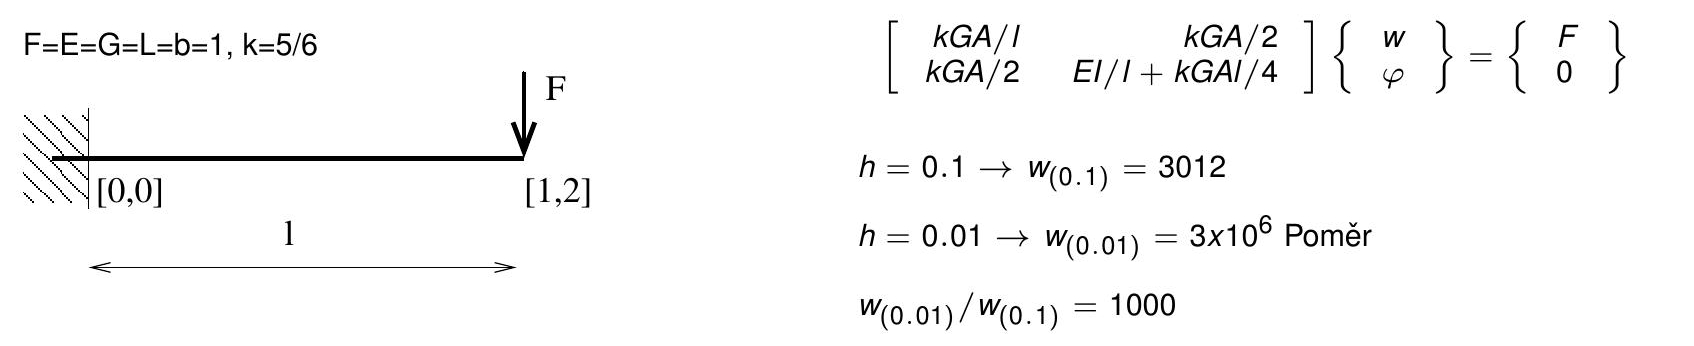 F=E=G=L=b=1, k=5/6
F
[0,0]
[1,2]
l
[ kGA/l kGA/2 ] { w } = { F }
[ kGA/2 EI/l + kGAl/4 ] { φ } = { 0 }
h = 0.1 → w(0.1) = 3012
h = 0.01 → w(0.01) = 3x10^6 Poměr
w(0.01)/w(0.1) = 1000